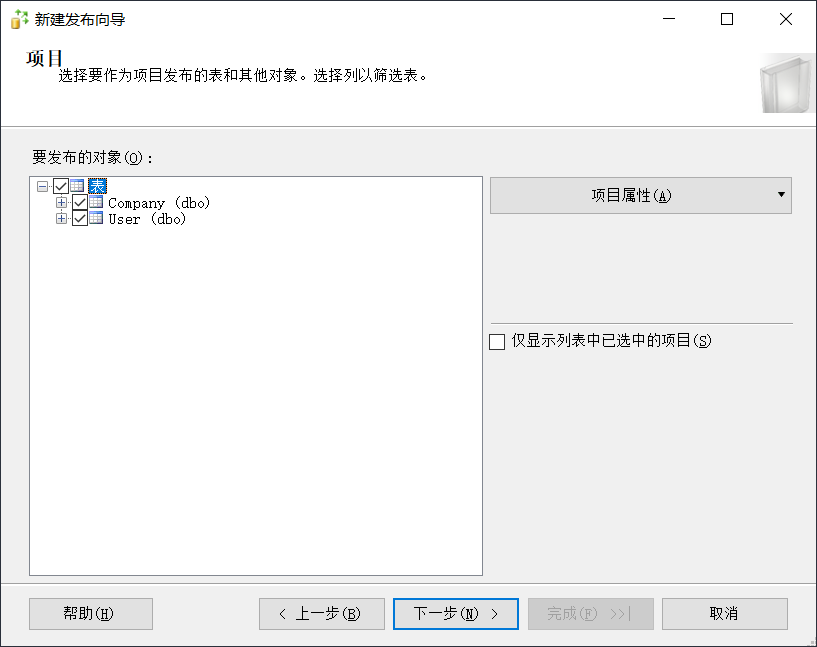 新建发布向导
项目
选择要作为项目发布的表和其他对象。选择列以筛选表。
要发布的对象(O)：
表
Company (dbo)
User (dbo)
项目属性(A)
仅显示列表中已选中的项目(S)
帮助(H)
< 上一步(B)
下一步(N) >
完成(F) >>|
取消